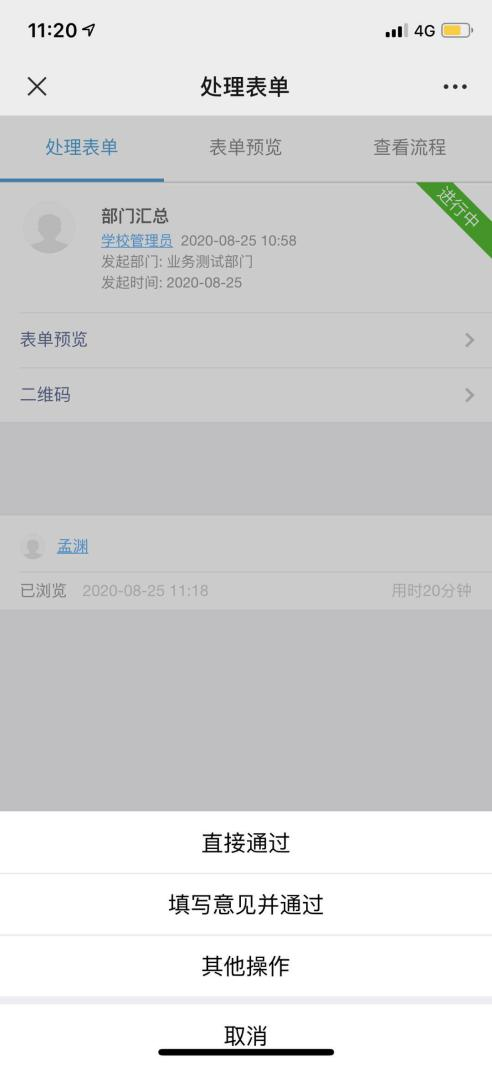 11:20
4G
处理表单
处理表单
表单预览
查看流程
进行中
部门汇总
学校管理员 2020-08-25 10:58
发起部门: 业务测试部门
发起时间: 2020-08-25
表单预览
二维码
孟渊
已浏览 2020-08-25 11:18 用时20分钟
直接通过
填写意见并通过
其他操作
取消